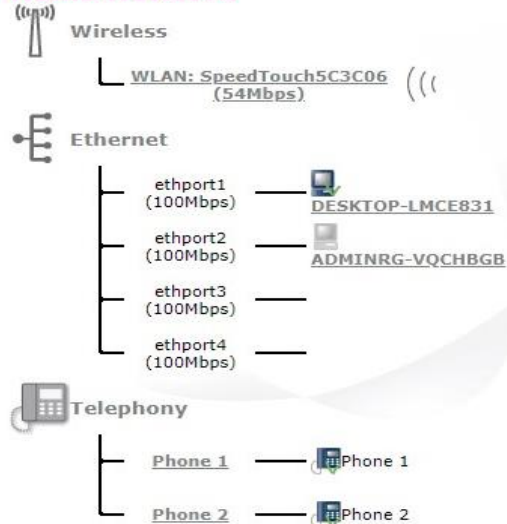 Wireless
WLAN: SpeedTouch5C3C06
(54Mbps)
Ethernet
ethport1
(100Mbps)
DESKTOP-LMCE831
ethport2
(100Mbps)
ADMINRG-VQCHBGB
ethport3
(100Mbps)
ethport4
(100Mbps)
Telephony
Phone 1
Phone 1
Phone 2
Phone 2